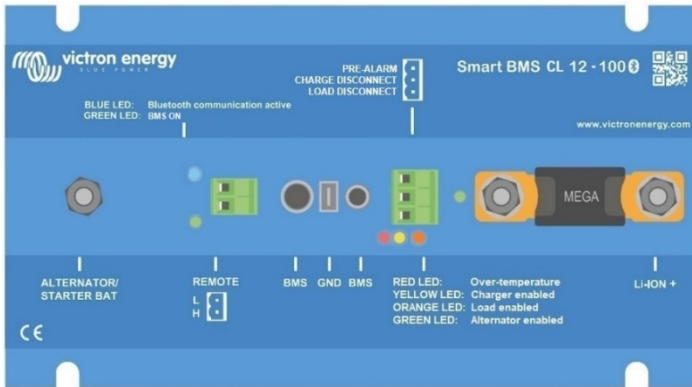 victron energy
BLUE POWER
PRE-ALARM
CHARGE DISCONNECT
LOAD DISCONNECT
Smart BMS CL 12-100
BLUE LED: Bluetooth communication active
GREEN LED: BMS ON
www.victronenergy.com
MEGA
ALTERNATOR/
STARTER BAT
REMOTE
L
H
BMS
GND
BMS
RED LED: Over-temperature
YELLOW LED: Charger enabled
ORANGE LED: Load enabled
GREEN LED: Alternator enabled
Li-ION +
CE